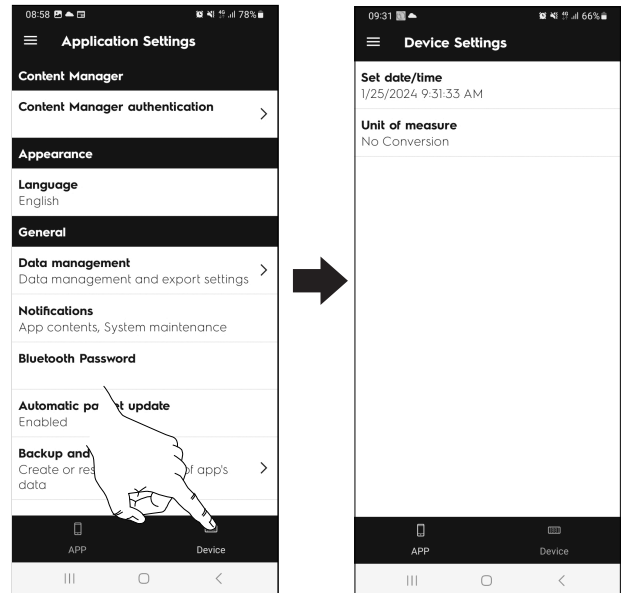 08:58 78%
Application Settings
Content Manager
Content Manager authentication
Appearance
Language
English
General
Data management
Data management and export settings
Notifications
App contents, System maintenance
Bluetooth Password
Automatic pa et update
Enabled
Backup and
Create or res of app's
data
APP Device
09:31 66%
Device Settings
Set date/time
1/25/2024 9:31:33 AM
Unit of measure
No Conversion
APP Device